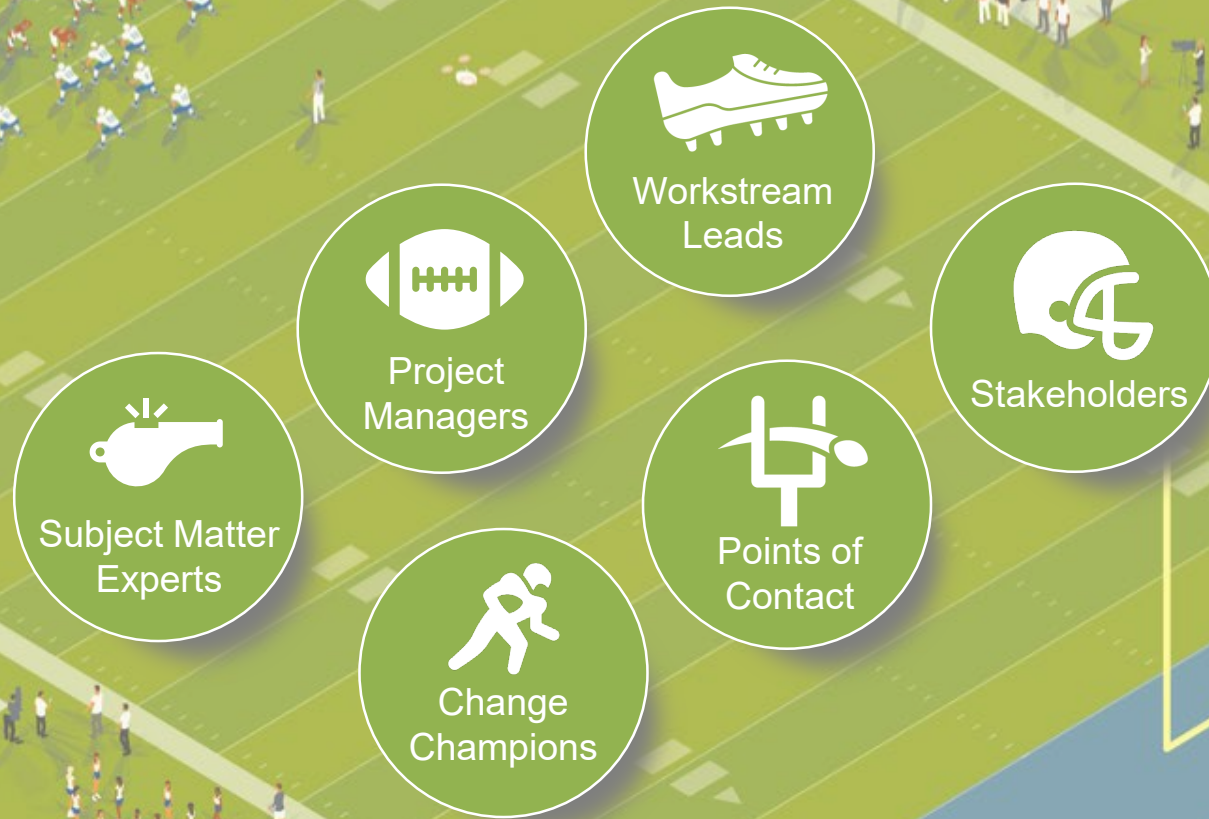 Workstream
Leads
Project
Managers
Stakeholders
Subject Matter
Experts
Points of
Contact
Change
Champions